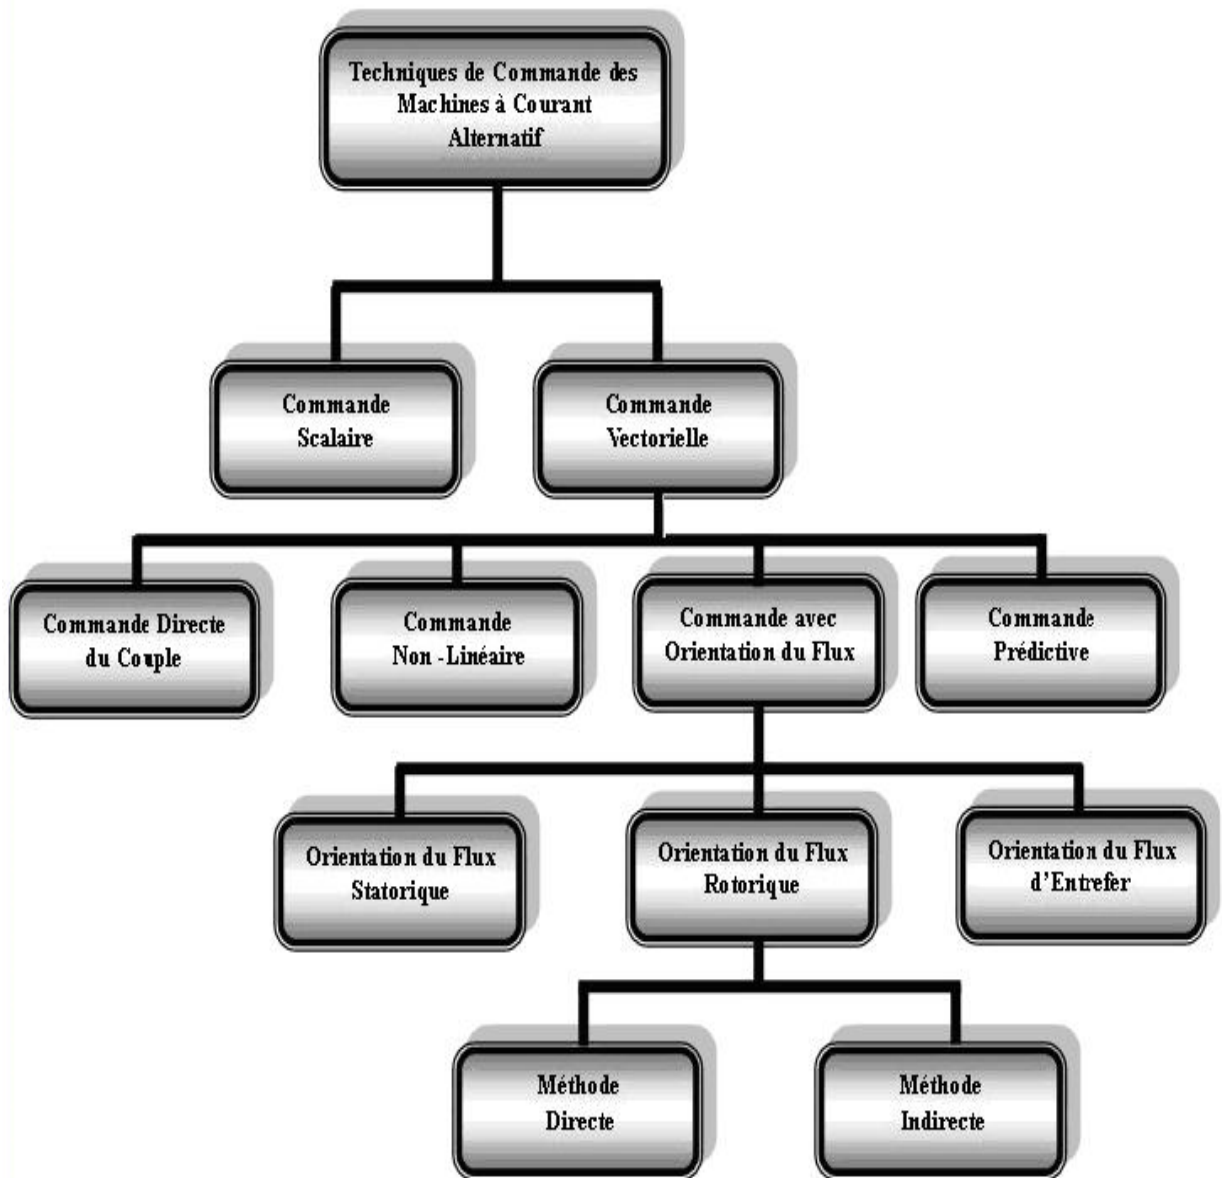 Techniques de Commande des
Machines à Courant
Alternatif
Commande
Scalaire
Commande
Vectorielle
Commande Directe
du Couple
Commande
Non -Linéaire
Commande avec
Orientation du Flux
Commande
Prédictive
Orientation du Flux
Statorique
Orientation du Flux
Rotorique
Orientation du Flux
d'Entrefer
Méthode
Directe
Méthode
Indirecte